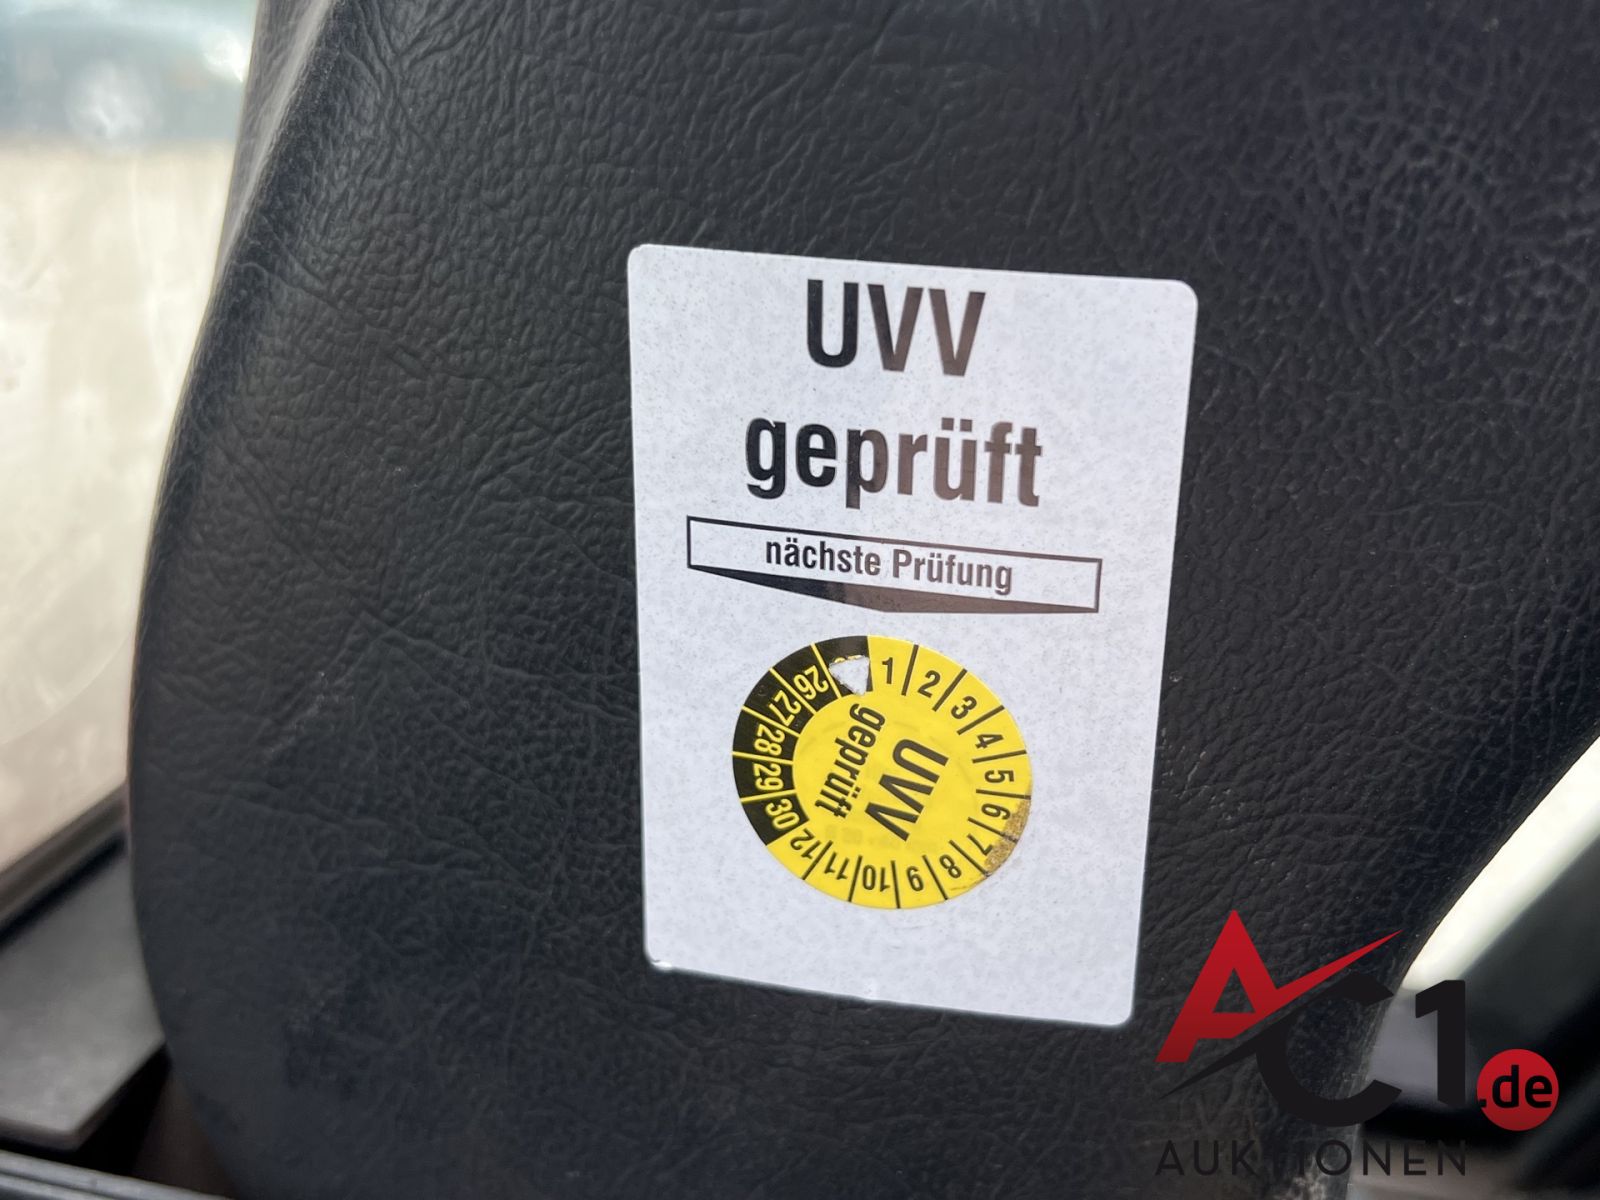 UVV
geprüft
nächste Prüfung
1 2 3 4 5 6 7 8 9 10 11 12
03 29 28 27 26
UVV
geprüft
AC1.de
AUKTIONEN